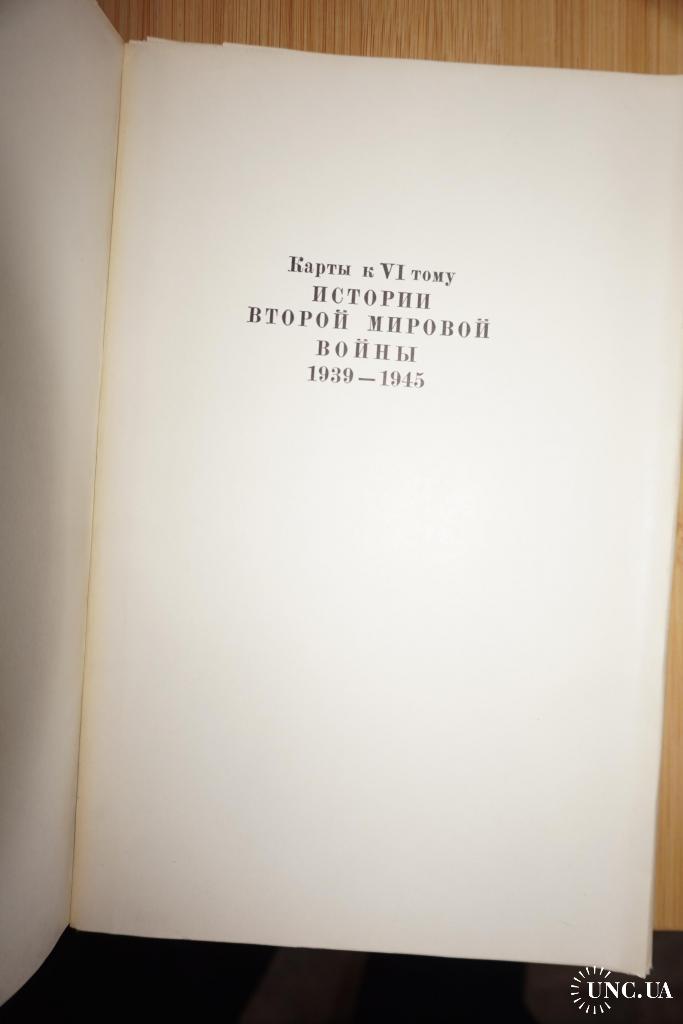 Карты к VI тому
ИСТОРИИ
ВТОРОЙ МИРОВОЙ
ВОЙНЫ
1939—1945
UNC.UA